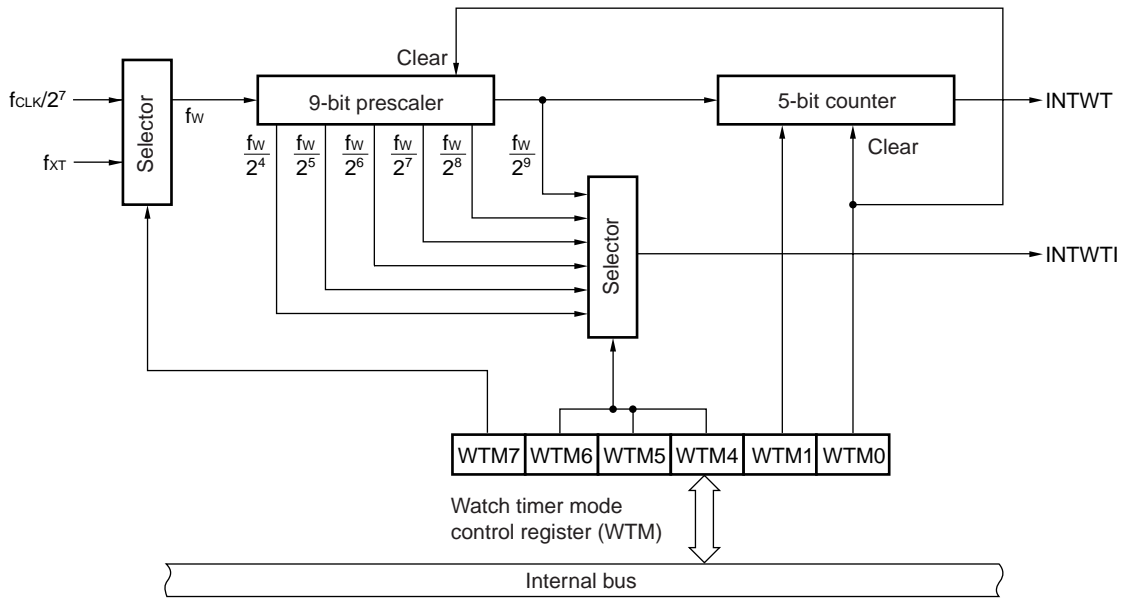 Clear
fCLK/2⁷
fXT
Selector
fW
9-bit prescaler
5-bit counter
INTWT
fW/2⁴
fW/2⁵
fW/2⁶
fW/2⁷
fW/2⁸
fW/2⁹
Clear
Selector
INTWTI
WTM7 WTM6 WTM5 WTM4 WTM1 WTM0
Watch timer mode
control register (WTM)
Internal bus